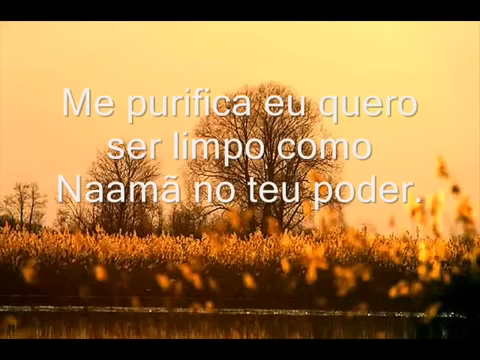 Me purifica eu quero
ser limpo como
Naamã no teu poder.